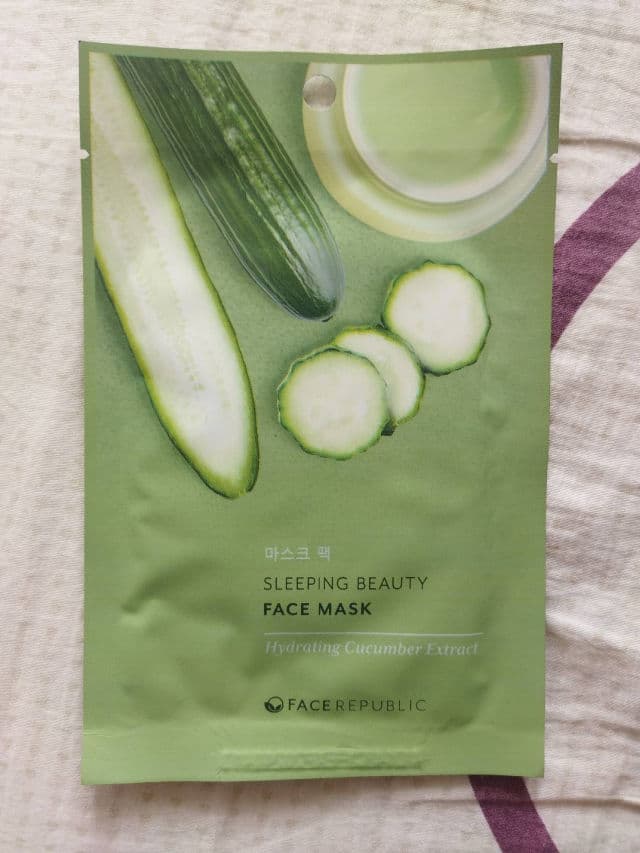 마스크 팩
SLEEPING BEAUTY
FACE MASK
Hydrating Cucumber Extract
FACEREPUBLIC